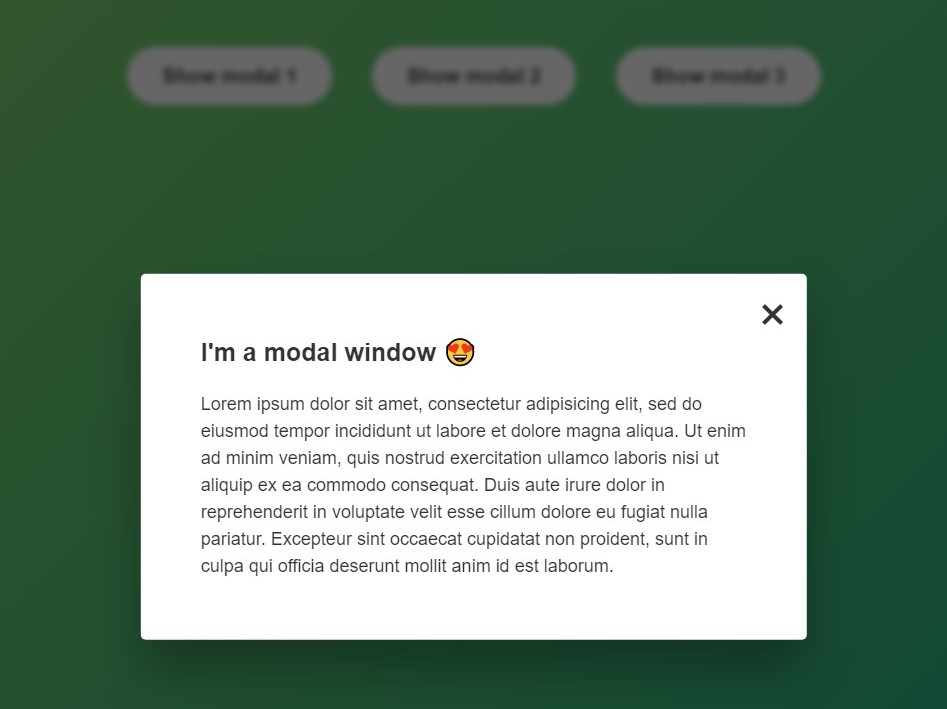 Show modal 1 Show modal 2 Show modal 3
I'm a modal window 😍
Lorem ipsum dolor sit amet, consectetur adipisicing elit, sed do
eiusmod tempor incididunt ut labore et dolore magna aliqua. Ut enim
ad minim veniam, quis nostrud exercitation ullamco laboris nisi ut
aliquip ex ea commodo consequat. Duis aute irure dolor in
reprehenderit in voluptate velit esse cillum dolore eu fugiat nulla
pariatur. Excepteur sint occaecat cupidatat non proident, sunt in
culpa qui officia deserunt mollit anim id est laborum.